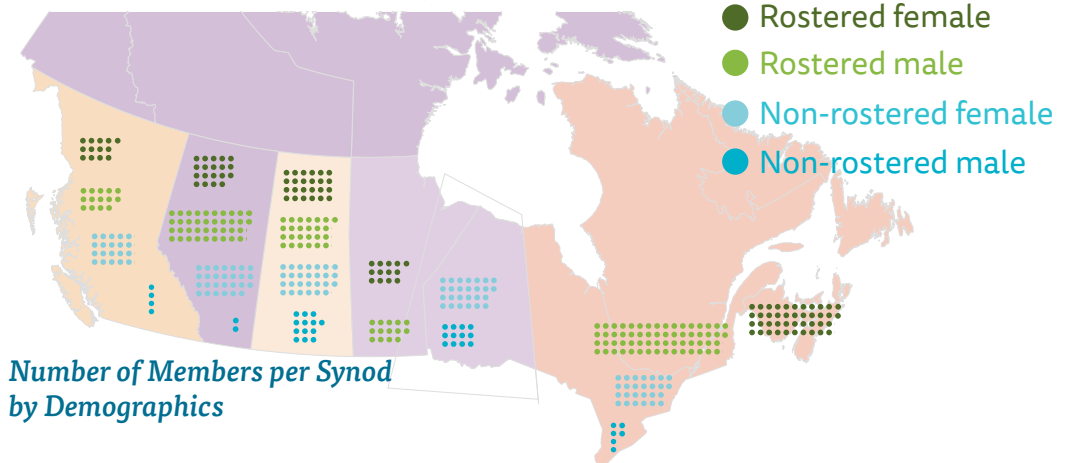 Rostered female
Rostered male
Non-rostered female
Non-rostered male
Number of Members per Synod
by Demographics